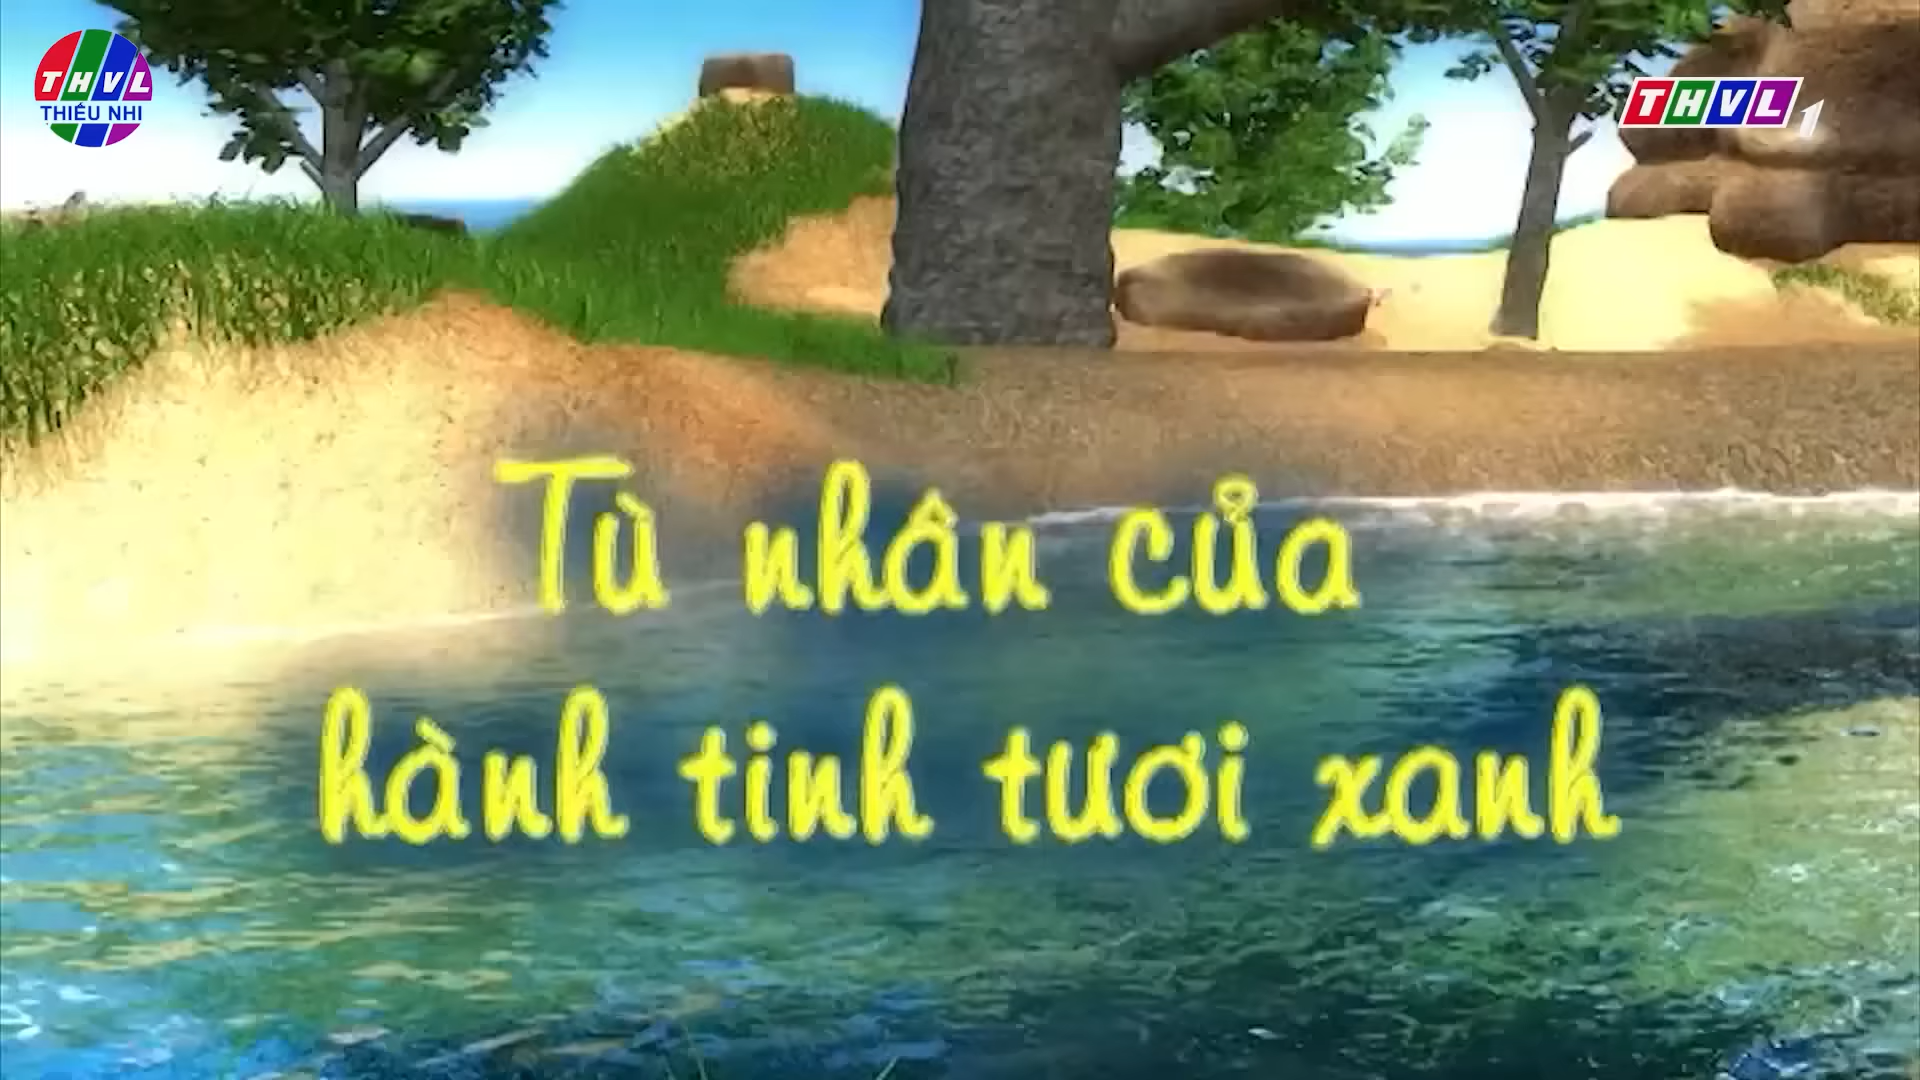 THVL
THIẾU NHI
THVL1
Tù nhân của
hành tinh tươi xanh